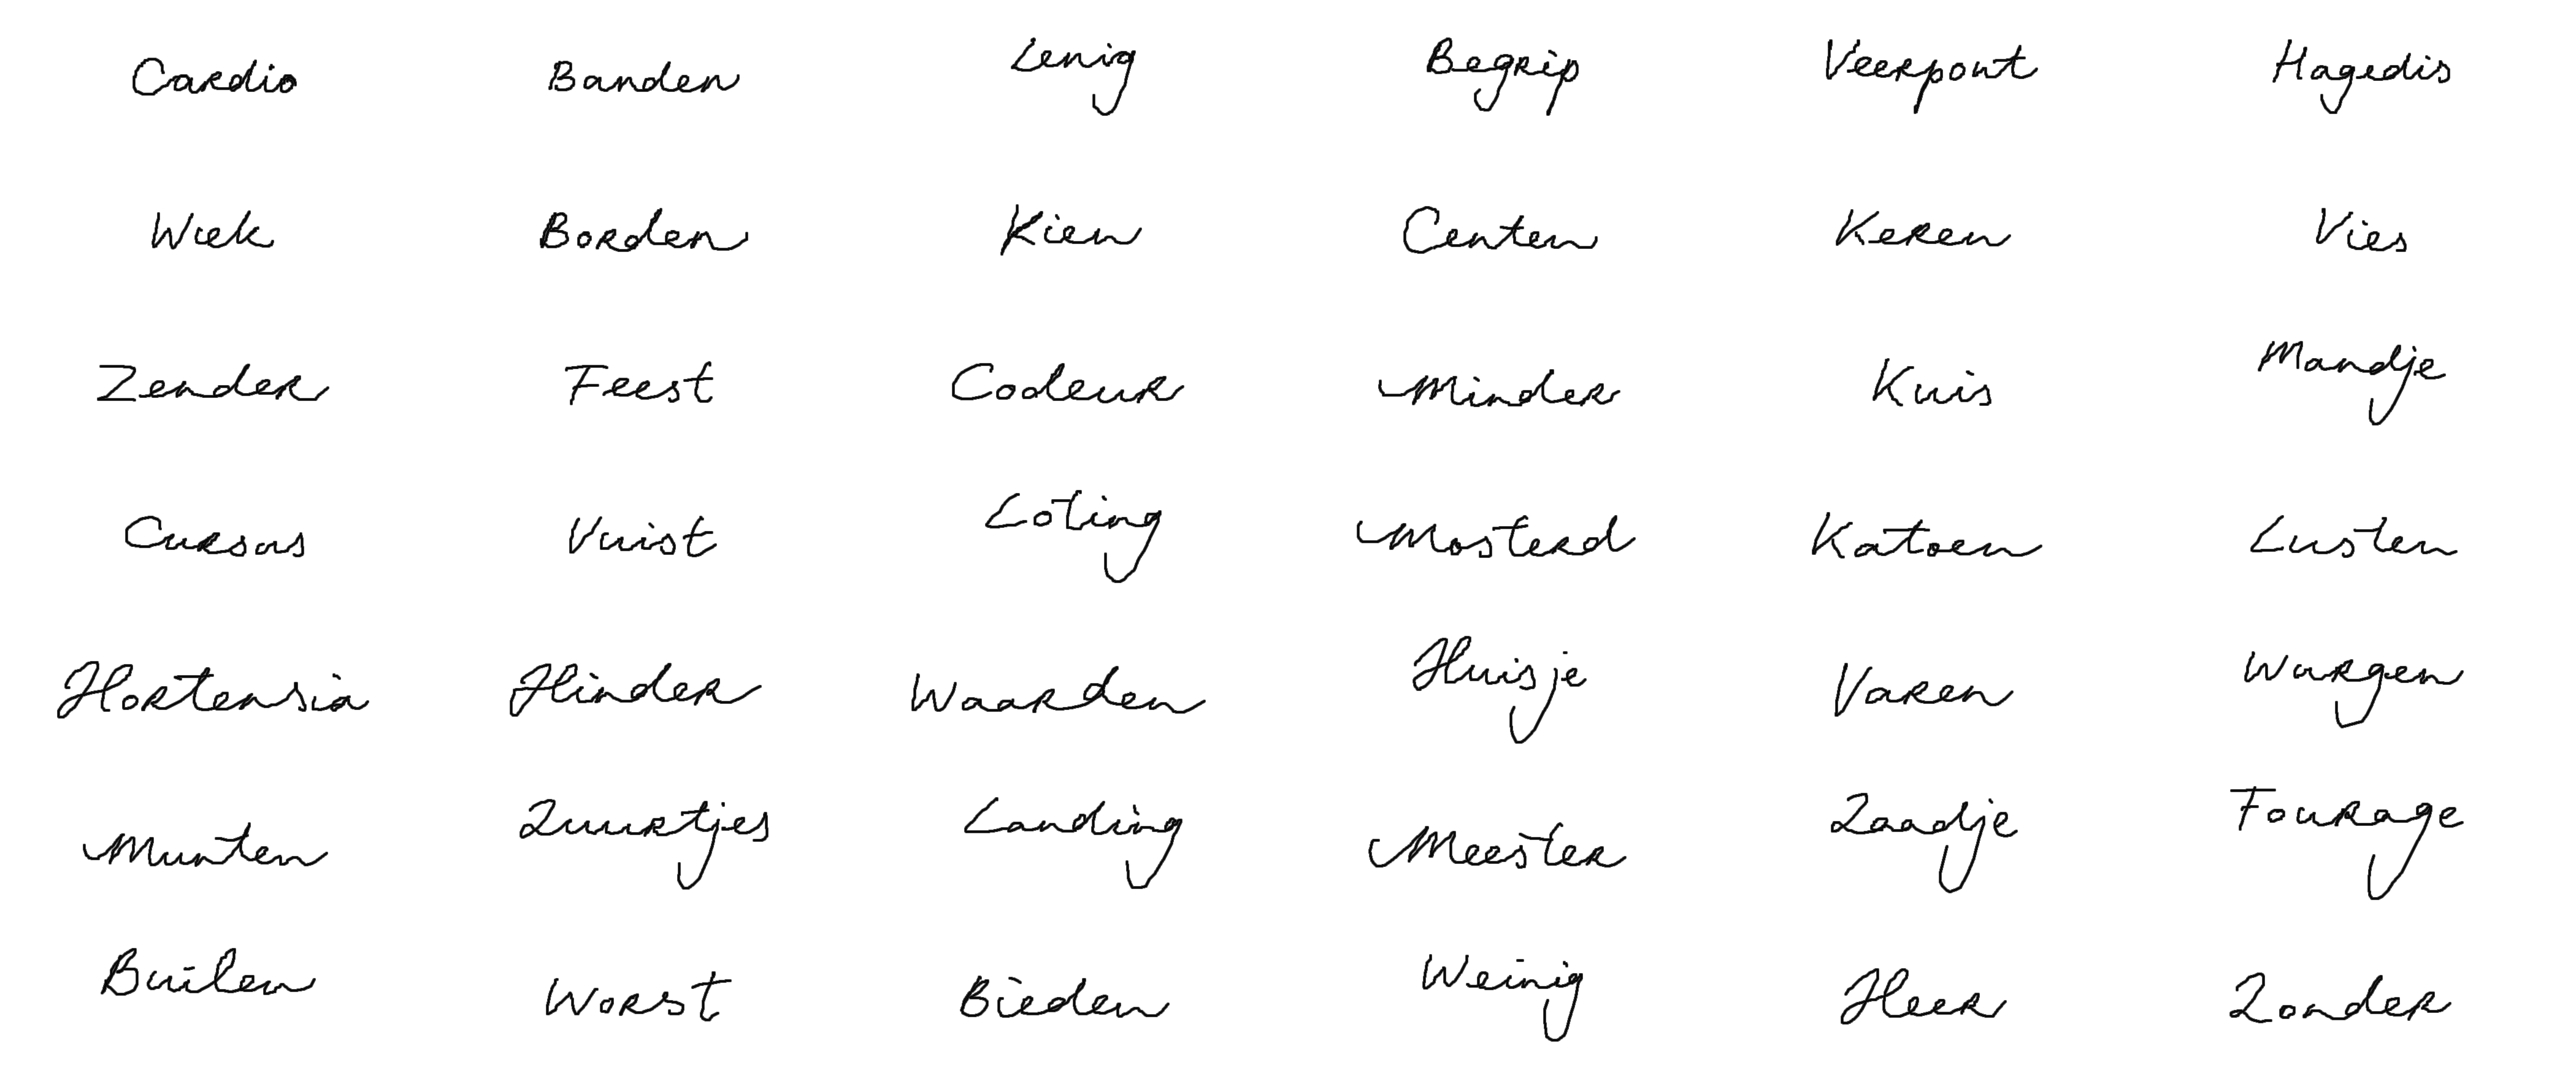 Cardio Banden Lenig Begrip Veerpont Hagedis
Wiek Borden Kien Centen Keren Vies
Zender Feest Codeur Minder Kuis Mandje
Cursus Vuist Loting Mosterd Katoen Lusten
Hortensia Hinder Waarden Huisje Varen Wurgen
Munten Zuurtjes Landing Meester Zaadje Fourage
Builen Worst Bieden Weinig Heer Zonder